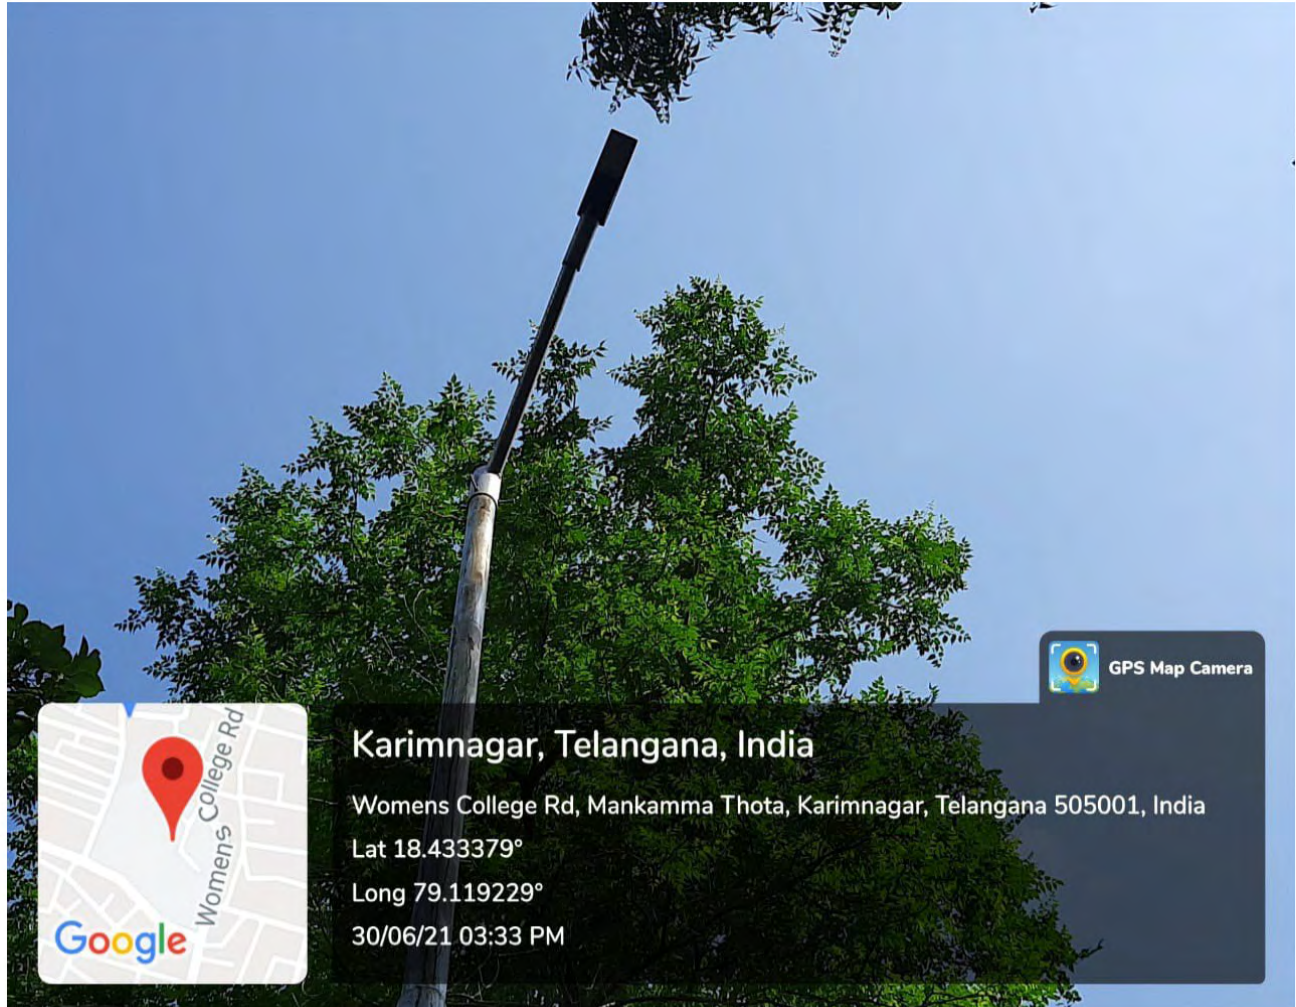 GPS Map Camera
Karimnagar, Telangana, India
Womens College Rd, Mankamma Thota, Karimnagar, Telangana 505001, India
Lat 18.433379°
Long 79.119229°
30/06/21 03:33 PM
Womens College Rd
Google